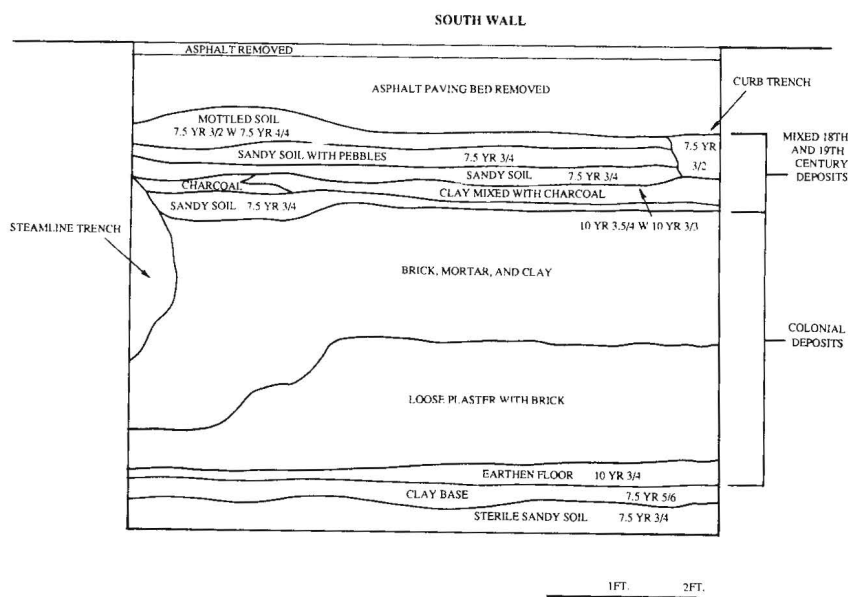 SOUTH WALL
ASPHALT REMOVED
ASPHALT PAVING BED REMOVED
CURB TRENCH
MOTTLED SOIL
7.5 YR 3/2 W 7.5 YR 4/4
7.5 YR
3/2
MIXED 18TH
AND 19TH
CENTURY
DEPOSITS
SANDY SOIL WITH PEBBLES 7.5 YR 3/4
SANDY SOIL 7.5 YR 3/4
CHARCOAL
CLAY MIXED WITH CHARCOAL
SANDY SOIL 7.5 YR 3/4
10 YR 3.5/4 W 10 YR 3/3
STEAMLINE TRENCH
BRICK, MORTAR, AND CLAY
COLONIAL
DEPOSITS
LOOSE PLASTER WITH BRICK
EARTHEN FLOOR 10 YR 3/4
CLAY BASE 7.5 YR 5/6
STERILE SANDY SOIL 7.5 YR 3/4
1FT. 2FT.